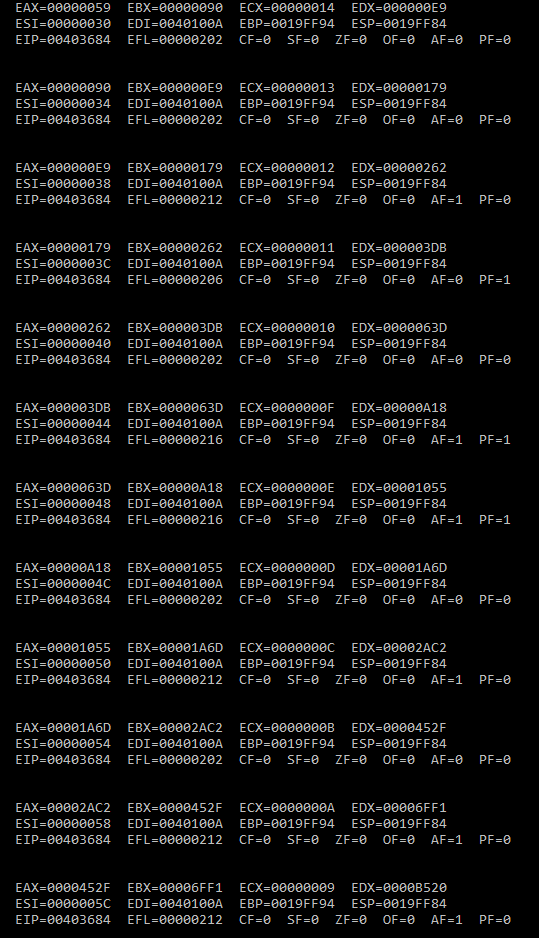 EAX=00000059  EBX=00000090  ECX=00000014  EDX=000000E9
ESI=00000030  EDI=0040100A  EBP=0019FF94  ESP=0019FF84
EIP=00403684  EFL=00000202  CF=0  SF=0  ZF=0  OF=0  AF=0  PF=0
EAX=00000090  EBX=000000E9  ECX=00000013  EDX=00000179
ESI=00000034  EDI=0040100A  EBP=0019FF94  ESP=0019FF84
EIP=00403684  EFL=00000202  CF=0  SF=0  ZF=0  OF=0  AF=0  PF=0
EAX=000000E9  EBX=00000179  ECX=00000012  EDX=00000262
ESI=00000038  EDI=0040100A  EBP=0019FF94  ESP=0019FF84
EIP=00403684  EFL=00000212  CF=0  SF=0  ZF=0  OF=0  AF=1  PF=0
EAX=00000179  EBX=00000262  ECX=00000011  EDX=000003DB
ESI=0000003C  EDI=0040100A  EBP=0019FF94  ESP=0019FF84
EIP=00403684  EFL=00000206  CF=0  SF=0  ZF=0  OF=0  AF=0  PF=1
EAX=00000262  EBX=000003DB  ECX=00000010  EDX=0000063D
ESI=00000040  EDI=0040100A  EBP=0019FF94  ESP=0019FF84
EIP=00403684  EFL=00000202  CF=0  SF=0  ZF=0  OF=0  AF=0  PF=0
EAX=000003DB  EBX=0000063D  ECX=0000000F  EDX=00000A18
ESI=00000044  EDI=0040100A  EBP=0019FF94  ESP=0019FF84
EIP=00403684  EFL=00000216  CF=0  SF=0  ZF=0  OF=0  AF=1  PF=1
EAX=0000063D  EBX=00000A18  ECX=0000000E  EDX=00001055
ESI=00000048  EDI=0040100A  EBP=0019FF94  ESP=0019FF84
EIP=00403684  EFL=00000216  CF=0  SF=0  ZF=0  OF=0  AF=1  PF=1
EAX=00000A18  EBX=00001055  ECX=0000000D  EDX=00001A6D
ESI=0000004C  EDI=0040100A  EBP=0019FF94  ESP=0019FF84
EIP=00403684  EFL=00000202  CF=0  SF=0  ZF=0  OF=0  AF=0  PF=0
EAX=00001055  EBX=00001A6D  ECX=0000000C  EDX=00002AC2
ESI=00000050  EDI=0040100A  EBP=0019FF94  ESP=0019FF84
EIP=00403684  EFL=00000212  CF=0  SF=0  ZF=0  OF=0  AF=1  PF=0
EAX=00001A6D  EBX=00002AC2  ECX=0000000B  EDX=0000452F
ESI=00000054  EDI=0040100A  EBP=0019FF94  ESP=0019FF84
EIP=00403684  EFL=00000202  CF=0  SF=0  ZF=0  OF=0  AF=0  PF=0
EAX=00002AC2  EBX=0000452F  ECX=0000000A  EDX=00006FF1
ESI=00000058  EDI=0040100A  EBP=0019FF94  ESP=0019FF84
EIP=00403684  EFL=00000212  CF=0  SF=0  ZF=0  OF=0  AF=1  PF=0
EAX=0000452F  EBX=00006FF1  ECX=00000009  EDX=0000B520
ESI=0000005C  EDI=0040100A  EBP=0019FF94  ESP=0019FF84
EIP=00403684  EFL=00000212  CF=0  SF=0  ZF=0  OF=0  AF=1  PF=0